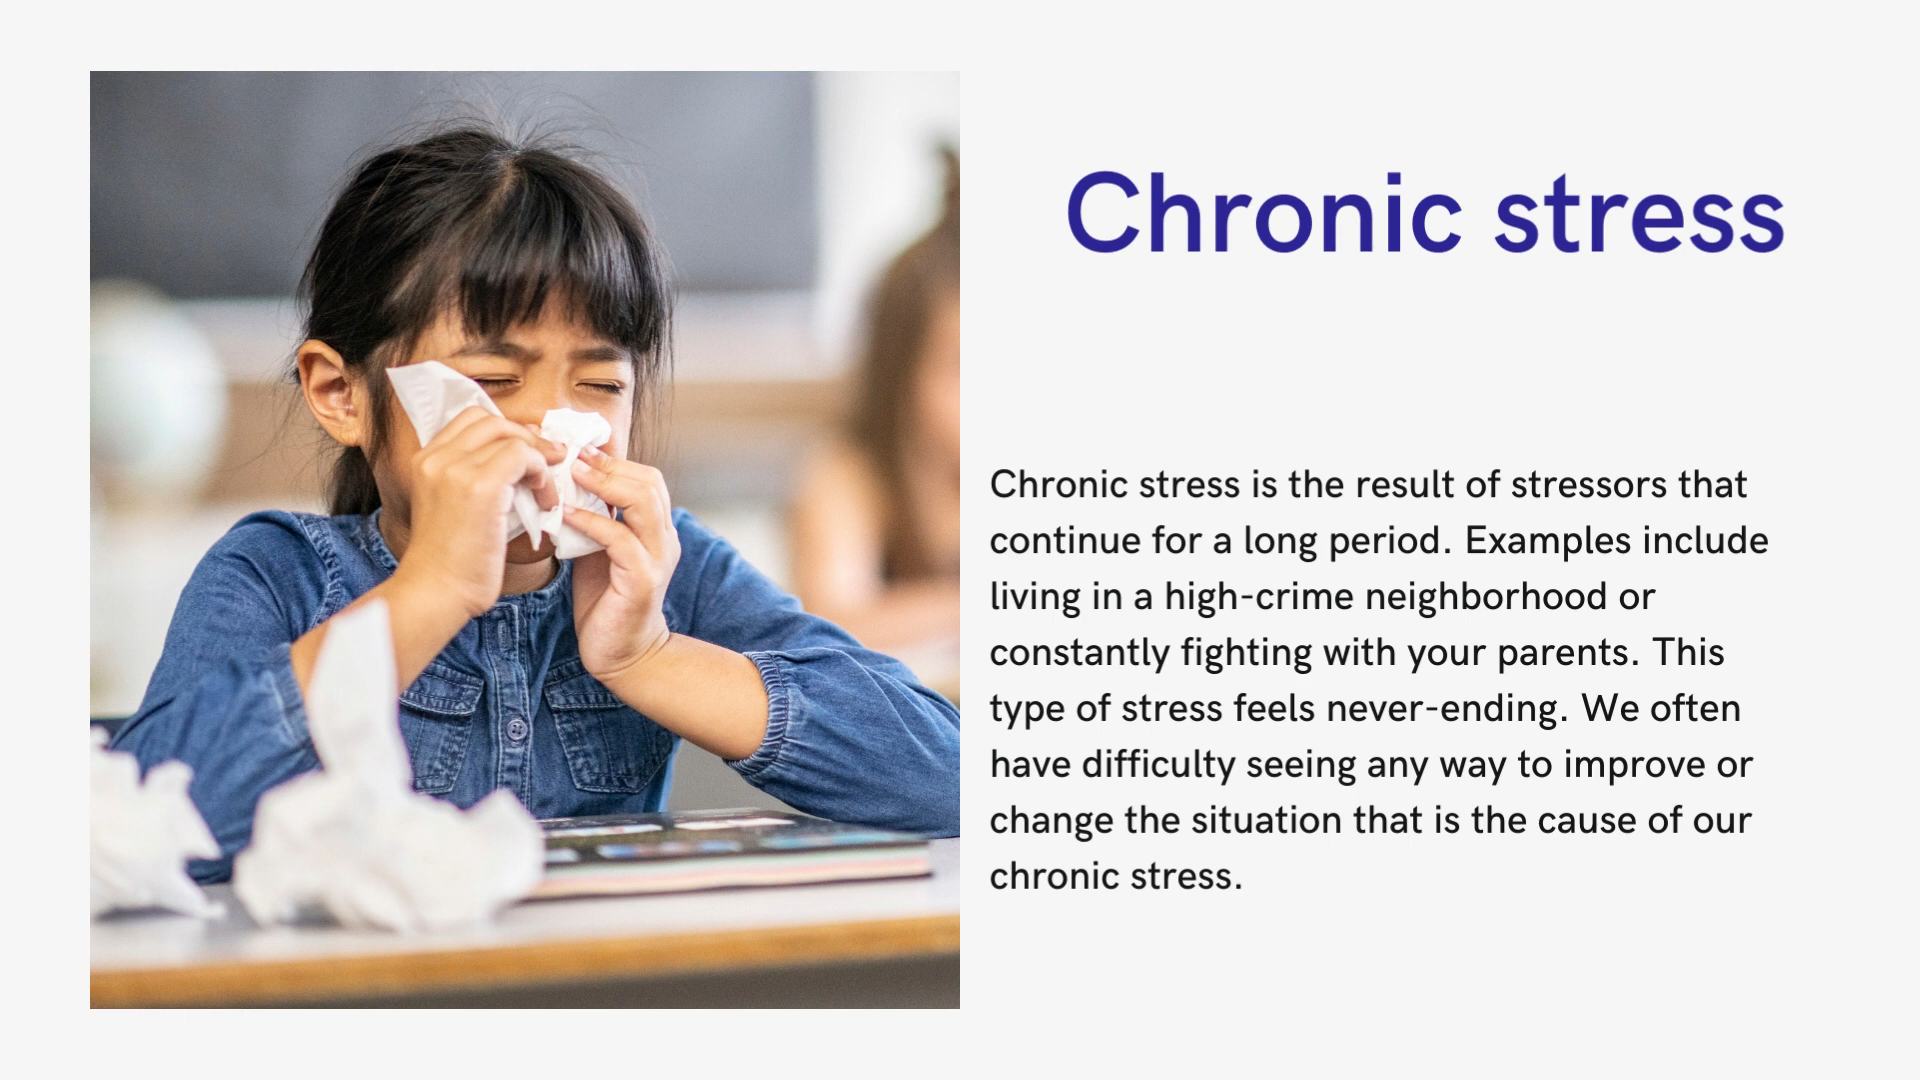 Chronic stress
Chronic stress is the result of stressors that
continue for a long period. Examples include
living in a high-crime neighborhood or
constantly fighting with your parents. This
type of stress feels never-ending. We often
have difficulty seeing any way to improve or
change the situation that is the cause of our
chronic stress.